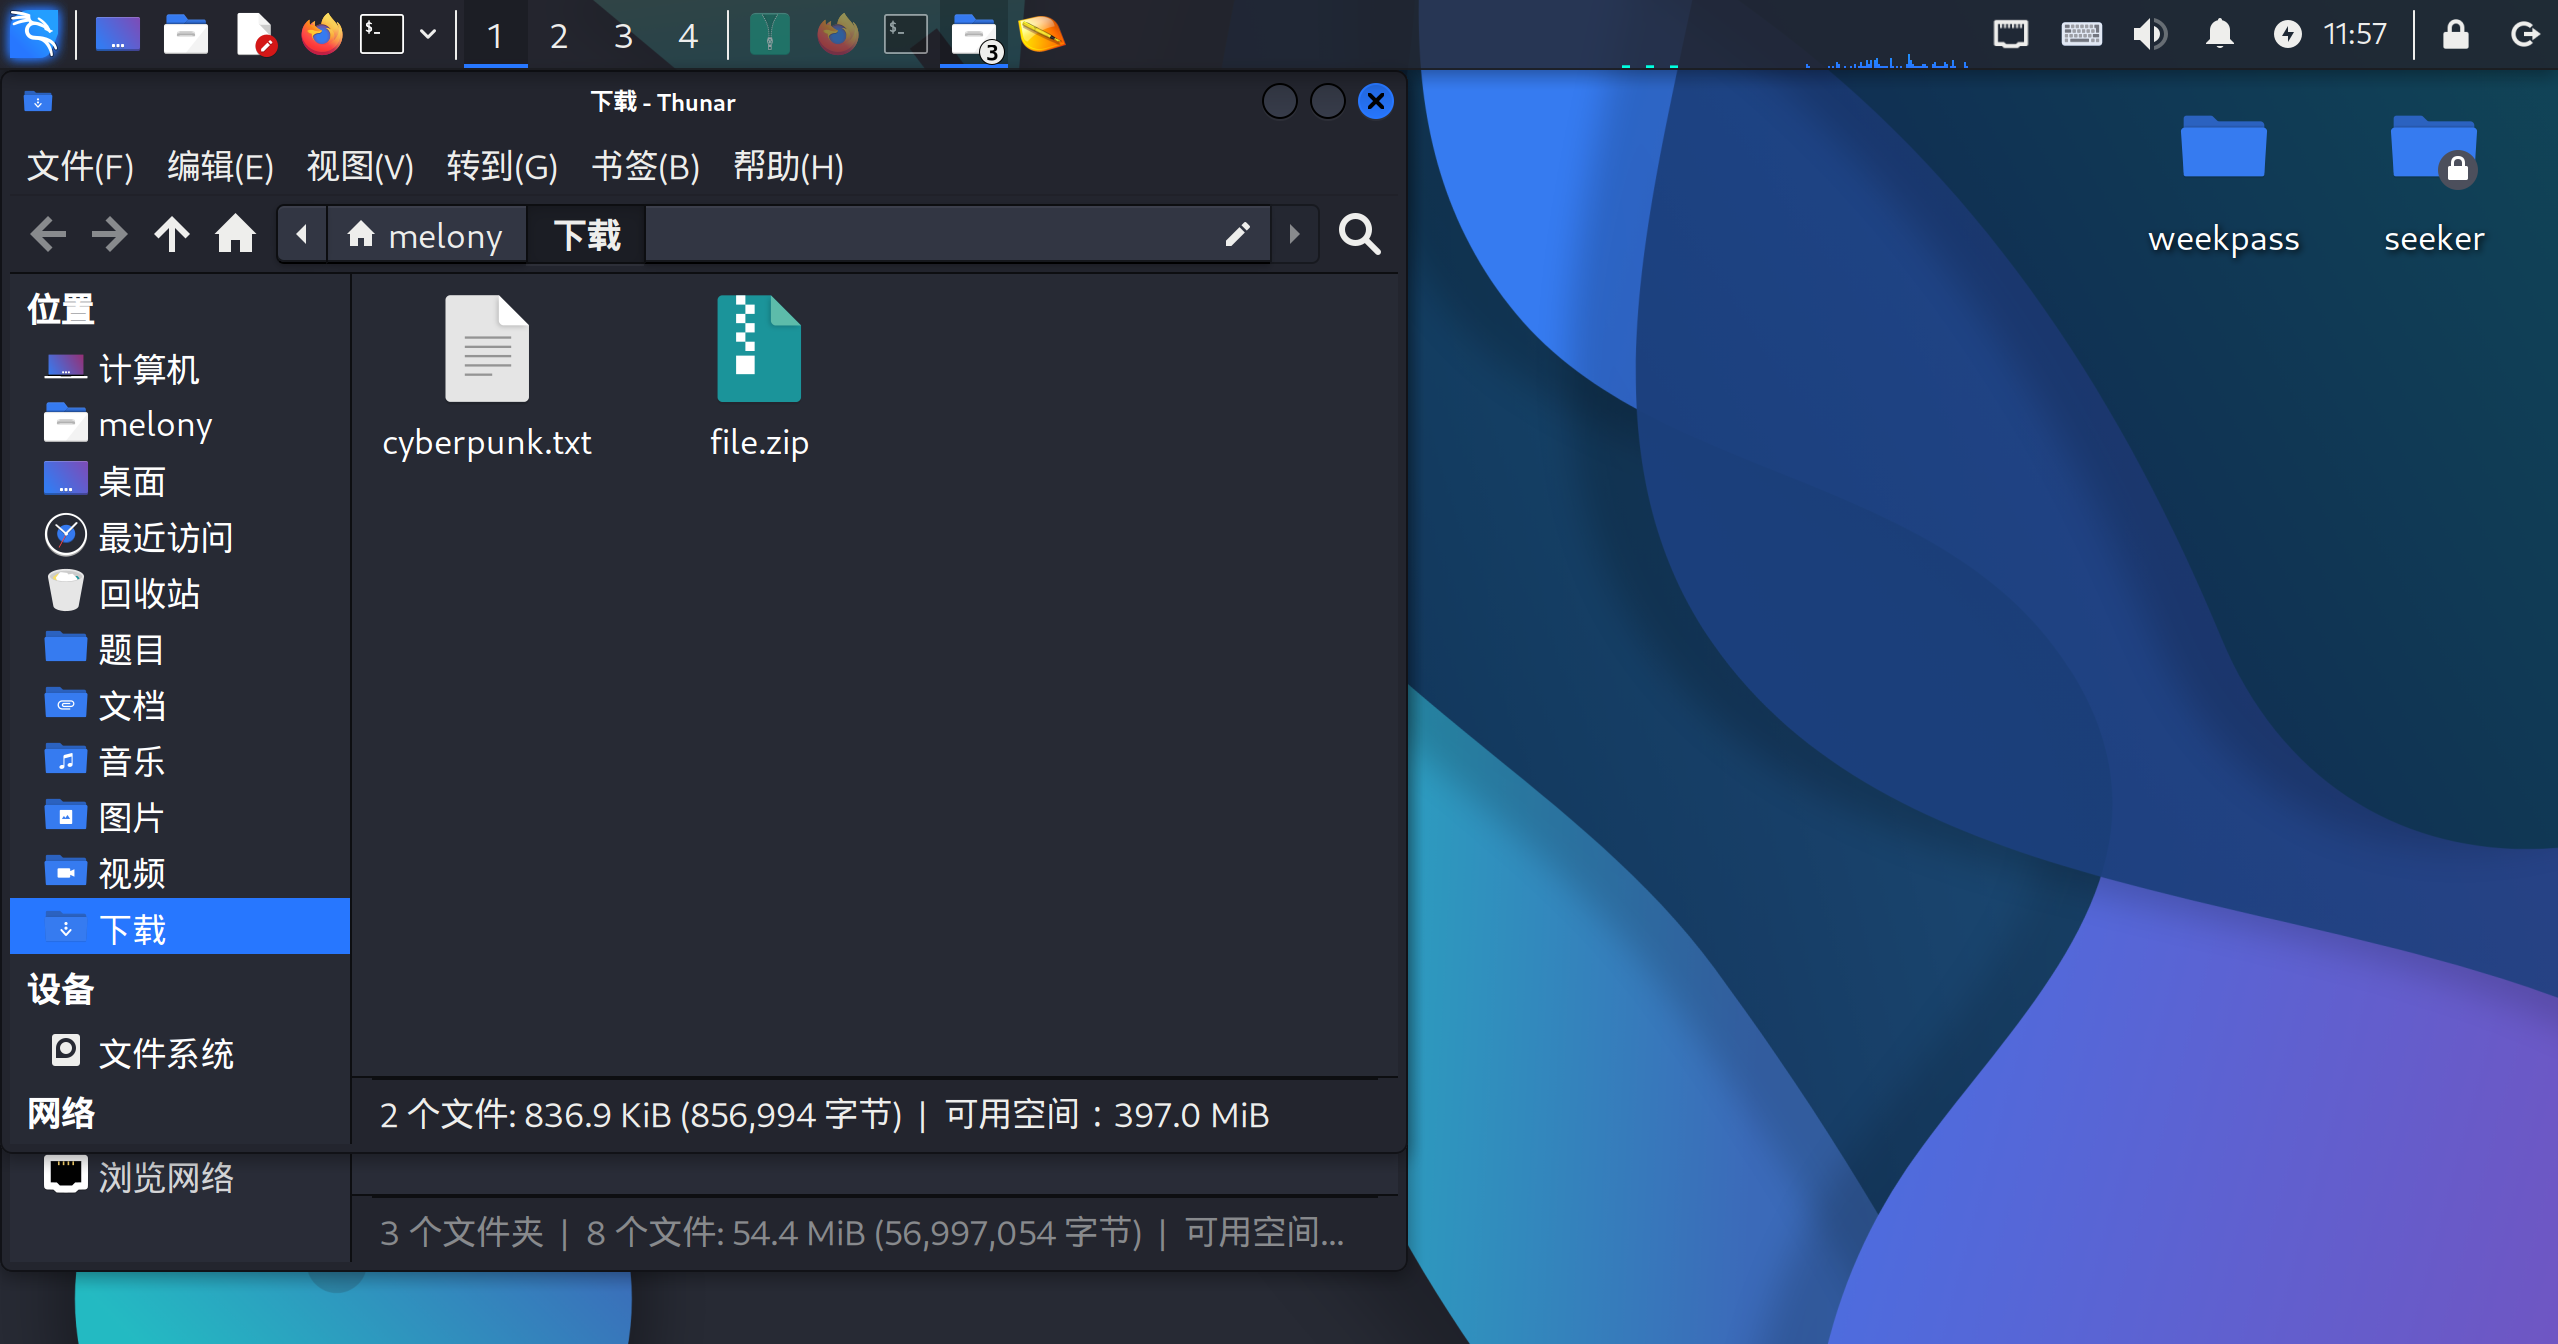 $-
1
2
3
4
$-
3
11:57
下载 - Thunar
文件(F) 编辑(E) 视图(V) 转到(G) 书签(B) 帮助(H)
melony
下载
位置
计算机
melony
桌面
最近访问
回收站
题目
文档
音乐
图片
视频
下载
设备
文件系统
网络
浏览网络
cyberpunk.txt
file.zip
2 个文件: 836.9 KiB (856,994 字节) | 可用空间：397.0 MiB
3 个文件夹 | 8 个文件: 54.4 MiB (56,997,054 字节) | 可用空间...
weekpass
seeker